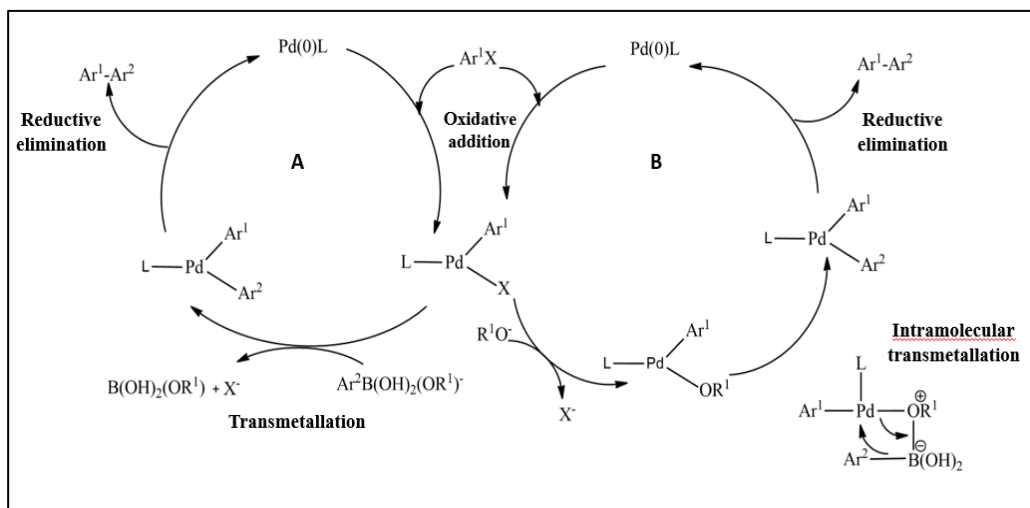 Pd(0)L
Ar¹X
Pd(0)L
Ar¹-Ar²
Ar¹-Ar²
Reductive
elimination
Oxidative
addition
Reductive
elimination
A
B
L—Pd
Ar¹
Ar²
L—Pd
Ar¹
X
L—Pd
Ar¹
Ar²
R¹O⁻
L—Pd
Ar¹
OR¹
X⁻
B(OH)₂(OR¹) + X⁻
Ar²B(OH)₂(OR¹)⁻
Transmetallation
Intramolecular
transmetallation
L
Ar¹—Pd—OR¹
⊕
⊖
Ar²—B(OH)₂